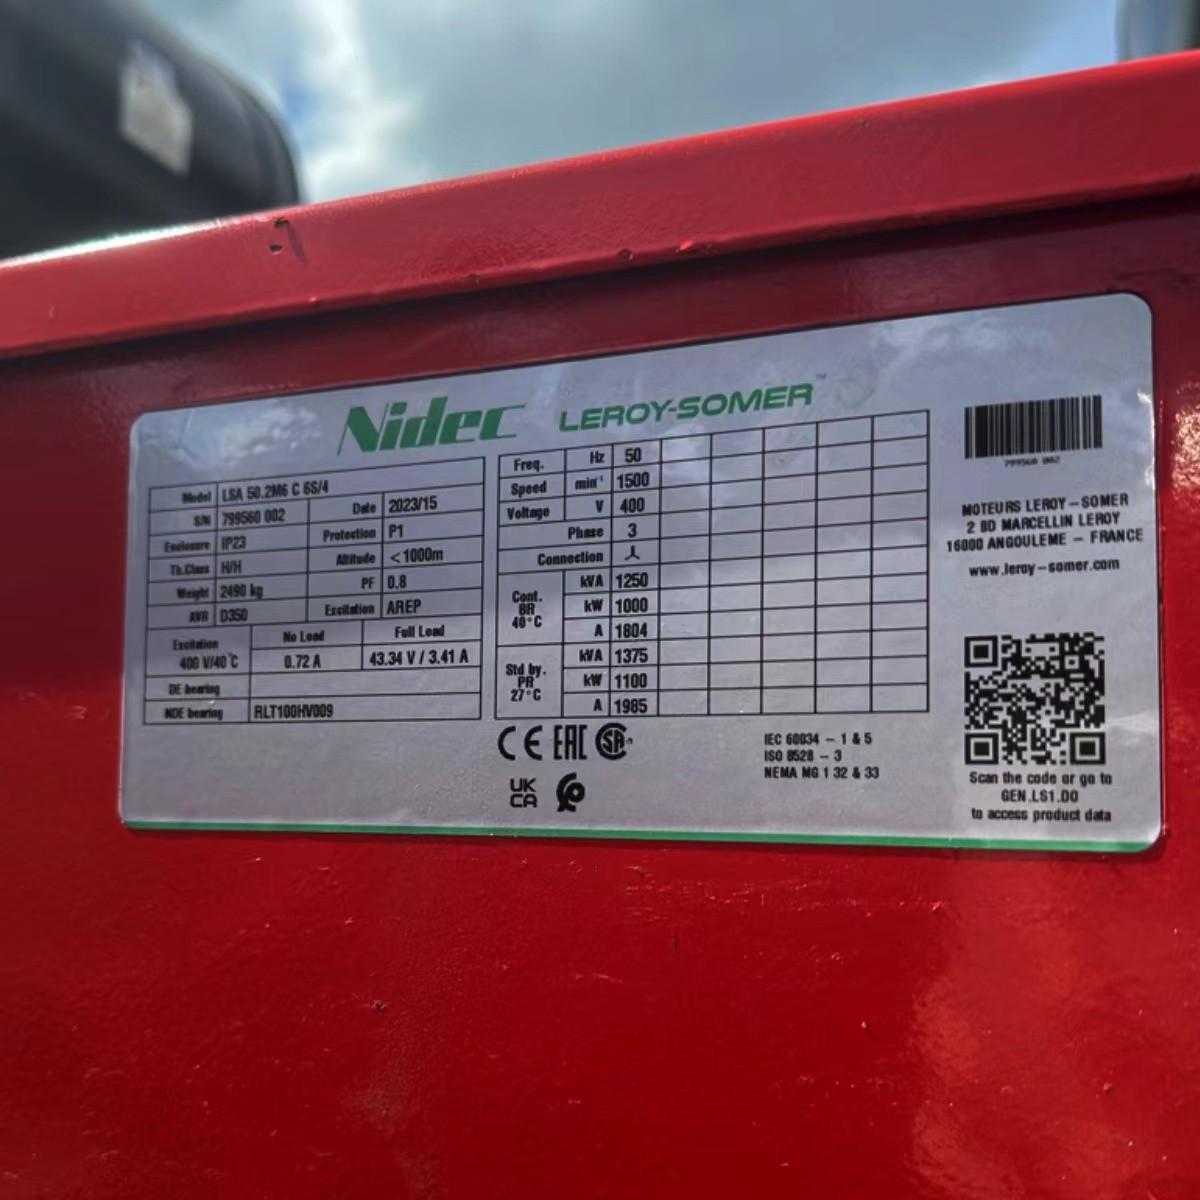 Nidec LEROY-SOMER™
Model LSA 50.2M6 C 6S/4
S/N 799560 002 Date 2023/15
Enclosure IP23 Protection P1
Th.Class H/H Altitude <1000m
Weight 2490 kg PF 0.8
AVR D350 Excitation AREP
Excitation No Load Full Load
400 V/40°C 0.72 A 43.34 V / 3.41 A
DE bearing
NDE bearing RLT100HV009
Freq. Hz 50
Speed min⁻¹ 1500
Voltage V 400
Phase 3
Connection
Cont. BR 40°C kVA 1250
kW 1000
A 1804
Std by. PR 27°C kVA 1375
kW 1100
A 1985
CE EAC SA
UK
CA
IEC 60034 - 1 & 5
ISO 8528 - 3
NEMA MG 1 32 & 33
799560 002
MOTEURS LEROY-SOMER
2 BD MARCELLIN LEROY
16000 ANGOULEME - FRANCE
www.leroy-somer.com
Scan the code or go to
GEN.LS1.DO
to access product data